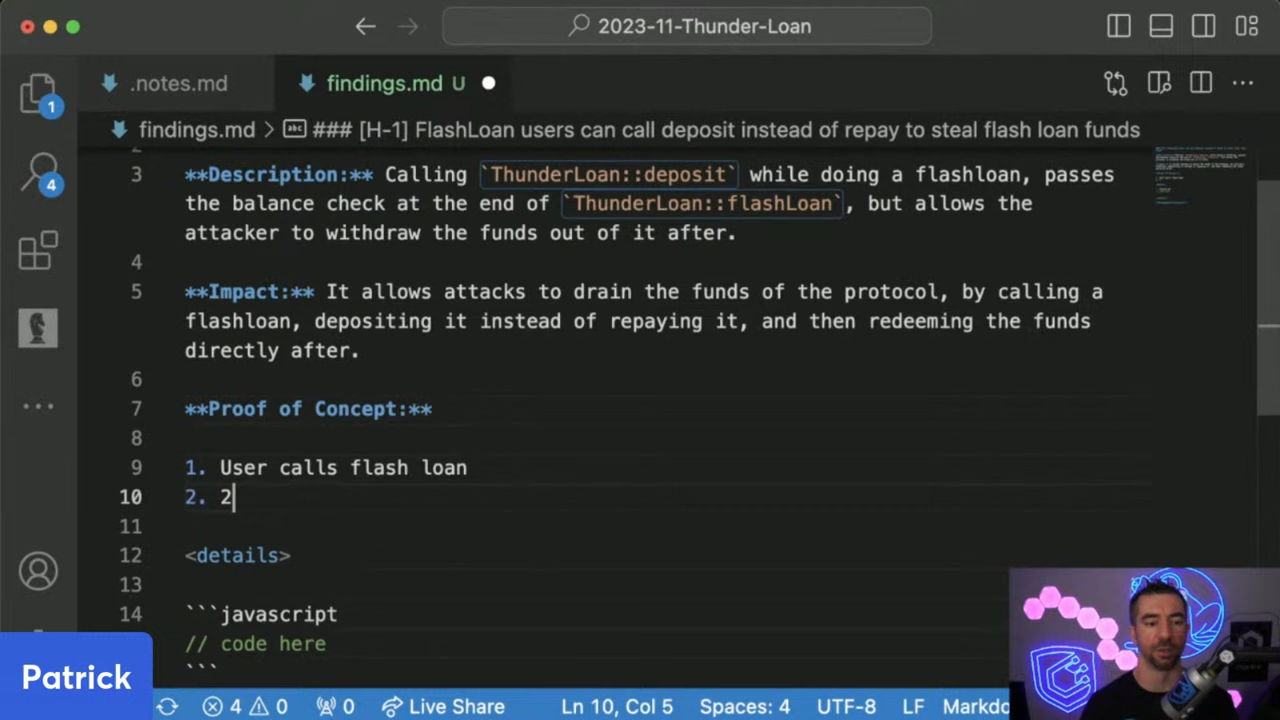 2023-11-Thunder-Loan
.notes.md
findings.md U
findings.md > ### [H-1] FlashLoan users can call deposit instead of repay to steal flash loan funds
1
4
2
3 **Description:** Calling `ThunderLoan::deposit` while doing a flashloan, passes
the balance check at the end of `ThunderLoan::flashLoan`, but allows the
attacker to withdraw the funds out of it after.
4
5 **Impact:** It allows attacks to drain the funds of the protocol, by calling a
flashloan, depositing it instead of repaying it, and then redeeming the funds
directly after.
6
7 **Proof of Concept:**
8
9 1. User calls flash loan
10 2. 2
11
12 <details>
13
14 ```javascript
// code here
```
Patrick
4 0 0 Live Share Ln 10, Col 5 Spaces: 4 UTF-8 LF Markdo